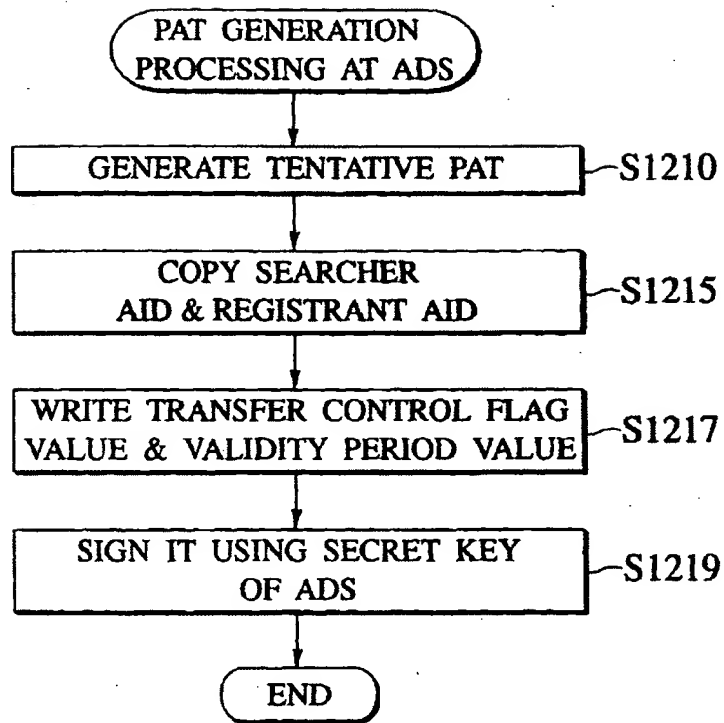 PAT GENERATION
PROCESSING AT ADS
GENERATE TENTATIVE PAT
S1210
COPY SEARCHER
AID & REGISTRANT AID
S1215
WRITE TRANSFER CONTROL FLAG
VALUE & VALIDITY PERIOD VALUE
S1217
SIGN IT USING SECRET KEY
OF ADS
S1219
END